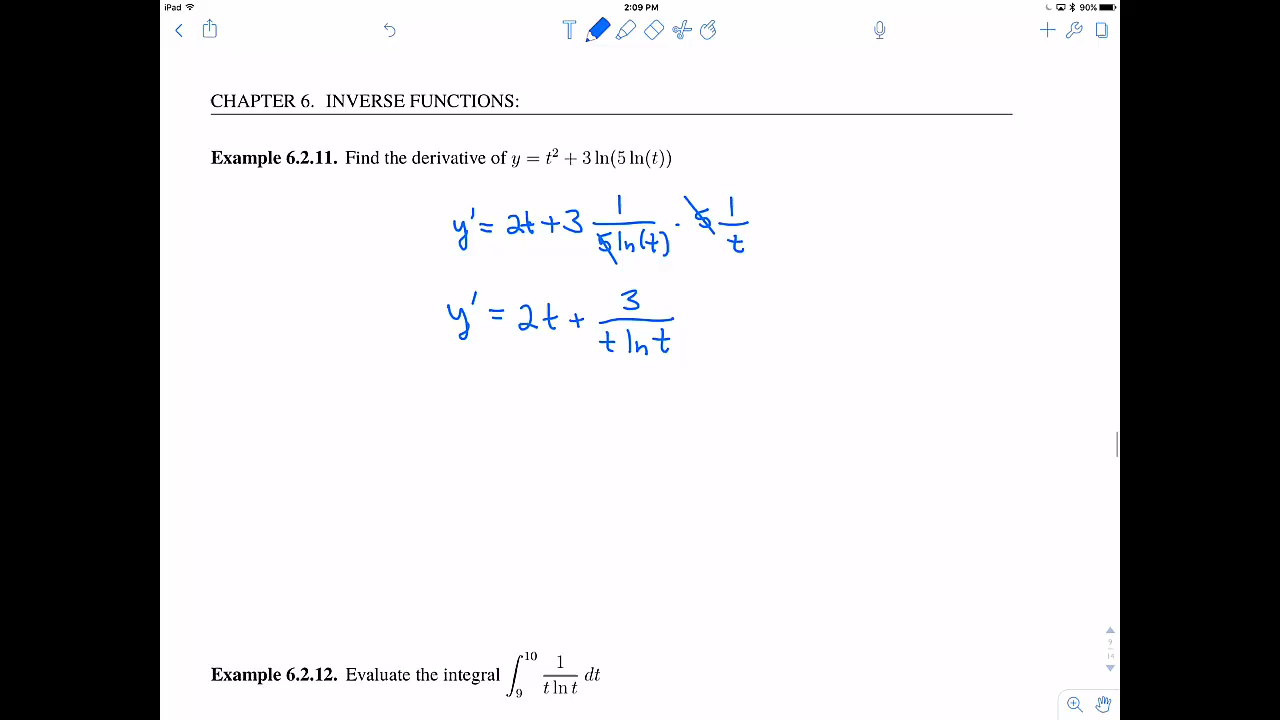 iPad 2:09 PM 90%
T
CHAPTER 6. INVERSE FUNCTIONS:
Example 6.2.11. Find the derivative of y = t² + 3 ln(5 ln(t))
y' = 2t + 3 1/(5 ln(t)) · 5 1/t
y' = 2t + 3/(t ln t)
9
14
Example 6.2.12. Evaluate the integral ∫₉¹⁰ 1/(t ln t) dt